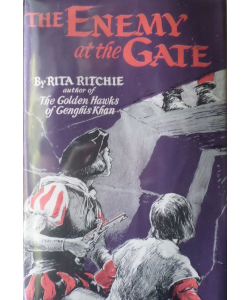 THE ENEMY
at the GATE
By RITA RITCHIE
author of
The Golden Hawks
of Genghis Khan